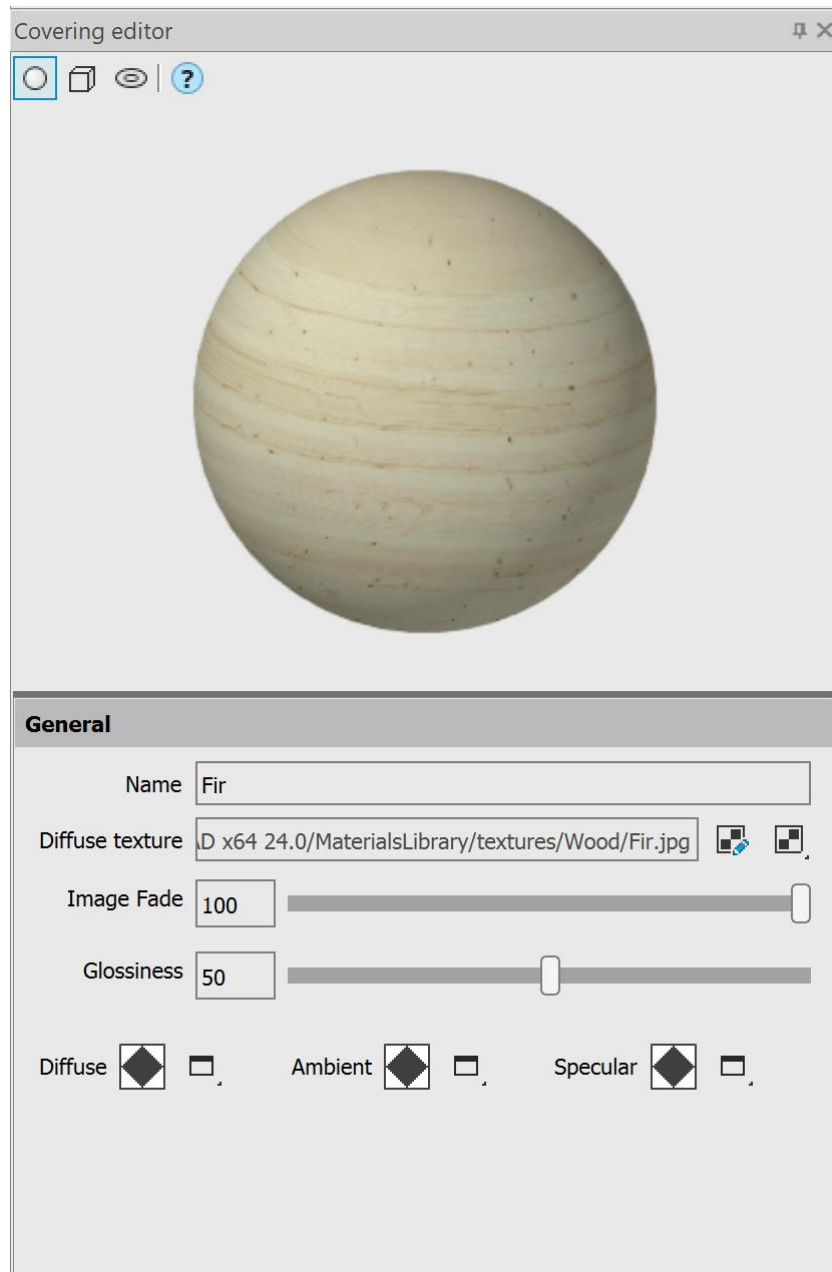 Covering editor
?
General
Name Fir
Diffuse texture \D x64 24.0/MaterialsLibrary/textures/Wood/Fir.jpg
Image Fade 100
Glossiness 50
Diffuse Ambient Specular